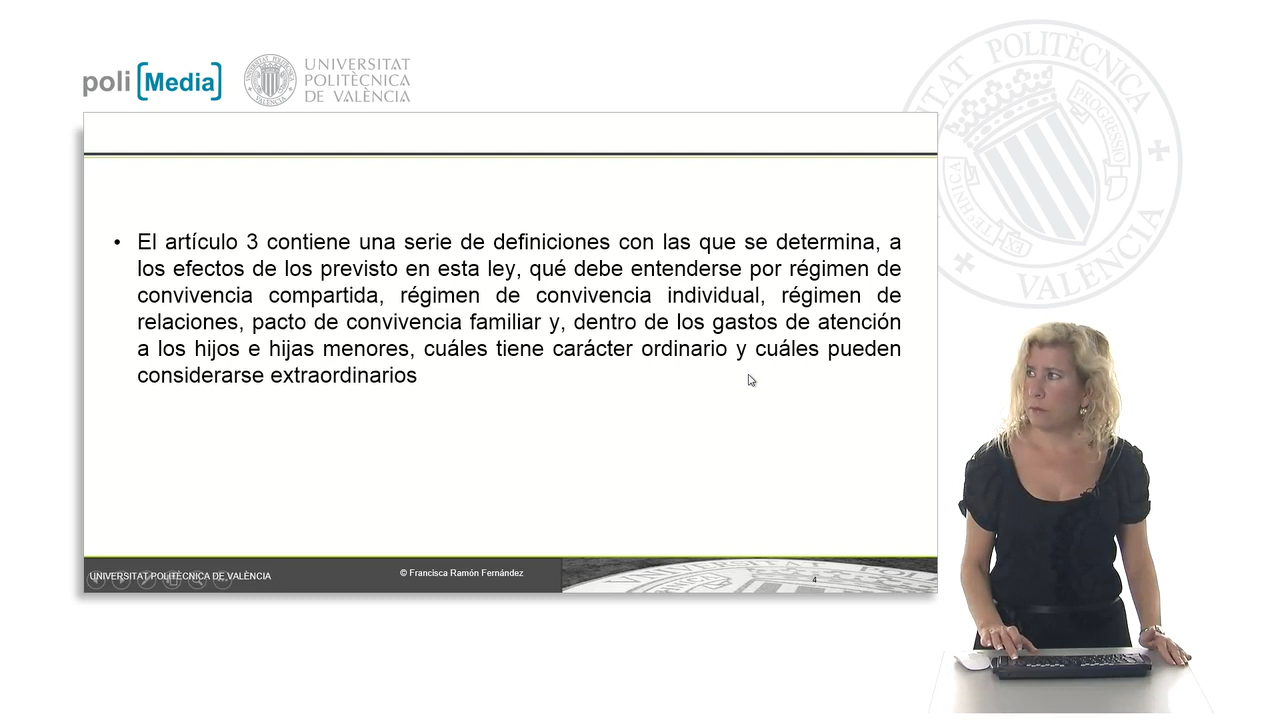 poli [Media]
UNIVERSITAT
POLITÈCNICA
DE VALÈNCIA
POLITÈCNICA
PROGRESSIO
VALÈNCIA
• El artículo 3 contiene una serie de definiciones con las que se determina, a
los efectos de los previsto en esta ley, qué debe entenderse por régimen de
convivencia compartida, régimen de convivencia individual, régimen de
relaciones, pacto de convivencia familiar y, dentro de los gastos de atención
a los hijos e hijas menores, cuáles tiene carácter ordinario y cuáles pueden
considerarse extraordinarios
UNIVERSITAT POLITÈCNICA DE VALÈNCIA
© Francisca Ramón Fernández
4